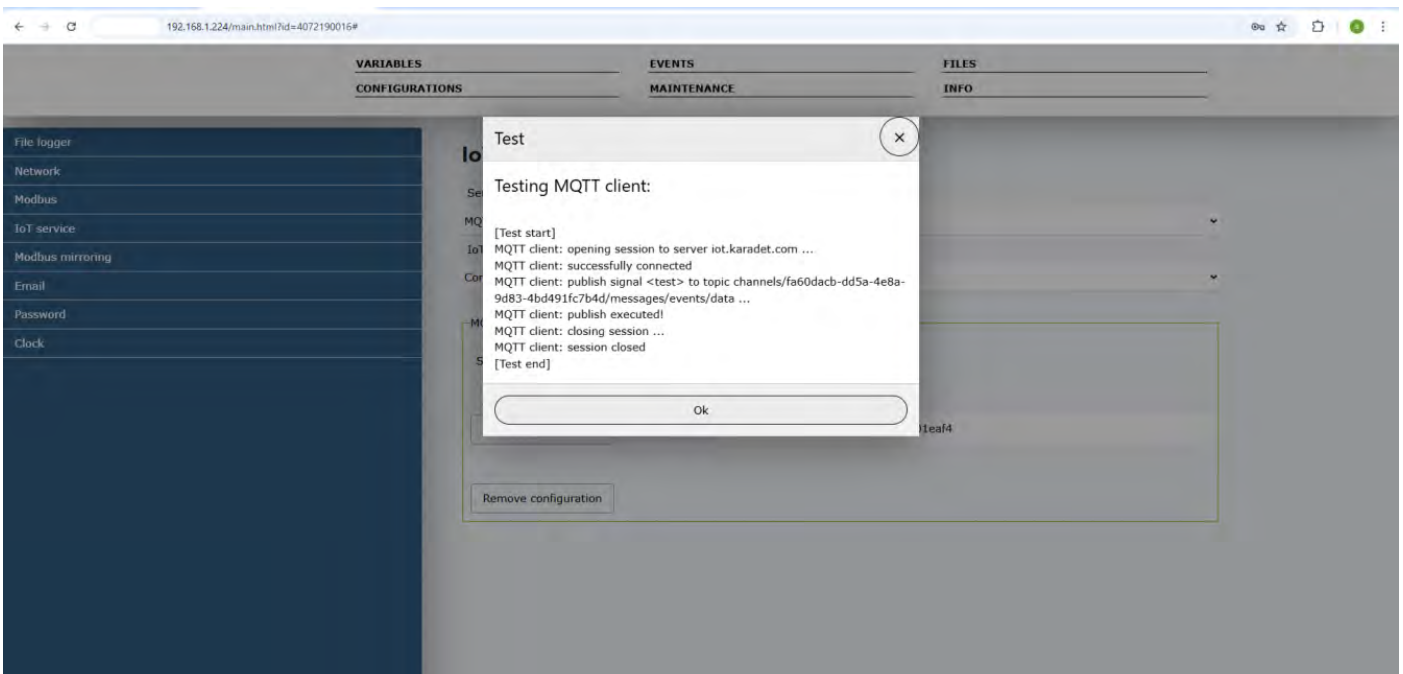 192.168.1.224/main.html?id=4072190016#
VARIABLES
EVENTS
FILES
CONFIGURATIONS
MAINTENANCE
INFO
File logger
Network
Modbus
IoT service
Modbus mirroring
Email
Password
Clock
Test
Testing MQTT client:
[Test start]
MQTT client: opening session to server iot.karadet.com ...
MQTT client: successfully connected
MQTT client: publish signal <test> to topic channels/fa60dacb-dd5a-4e8a-
9d83-4bd491fc7b4d/messages/events/data ...
MQTT client: publish executed!
MQTT client: closing session ...
MQTT client: session closed
[Test end]
Ok
1eaf4
Remove configuration